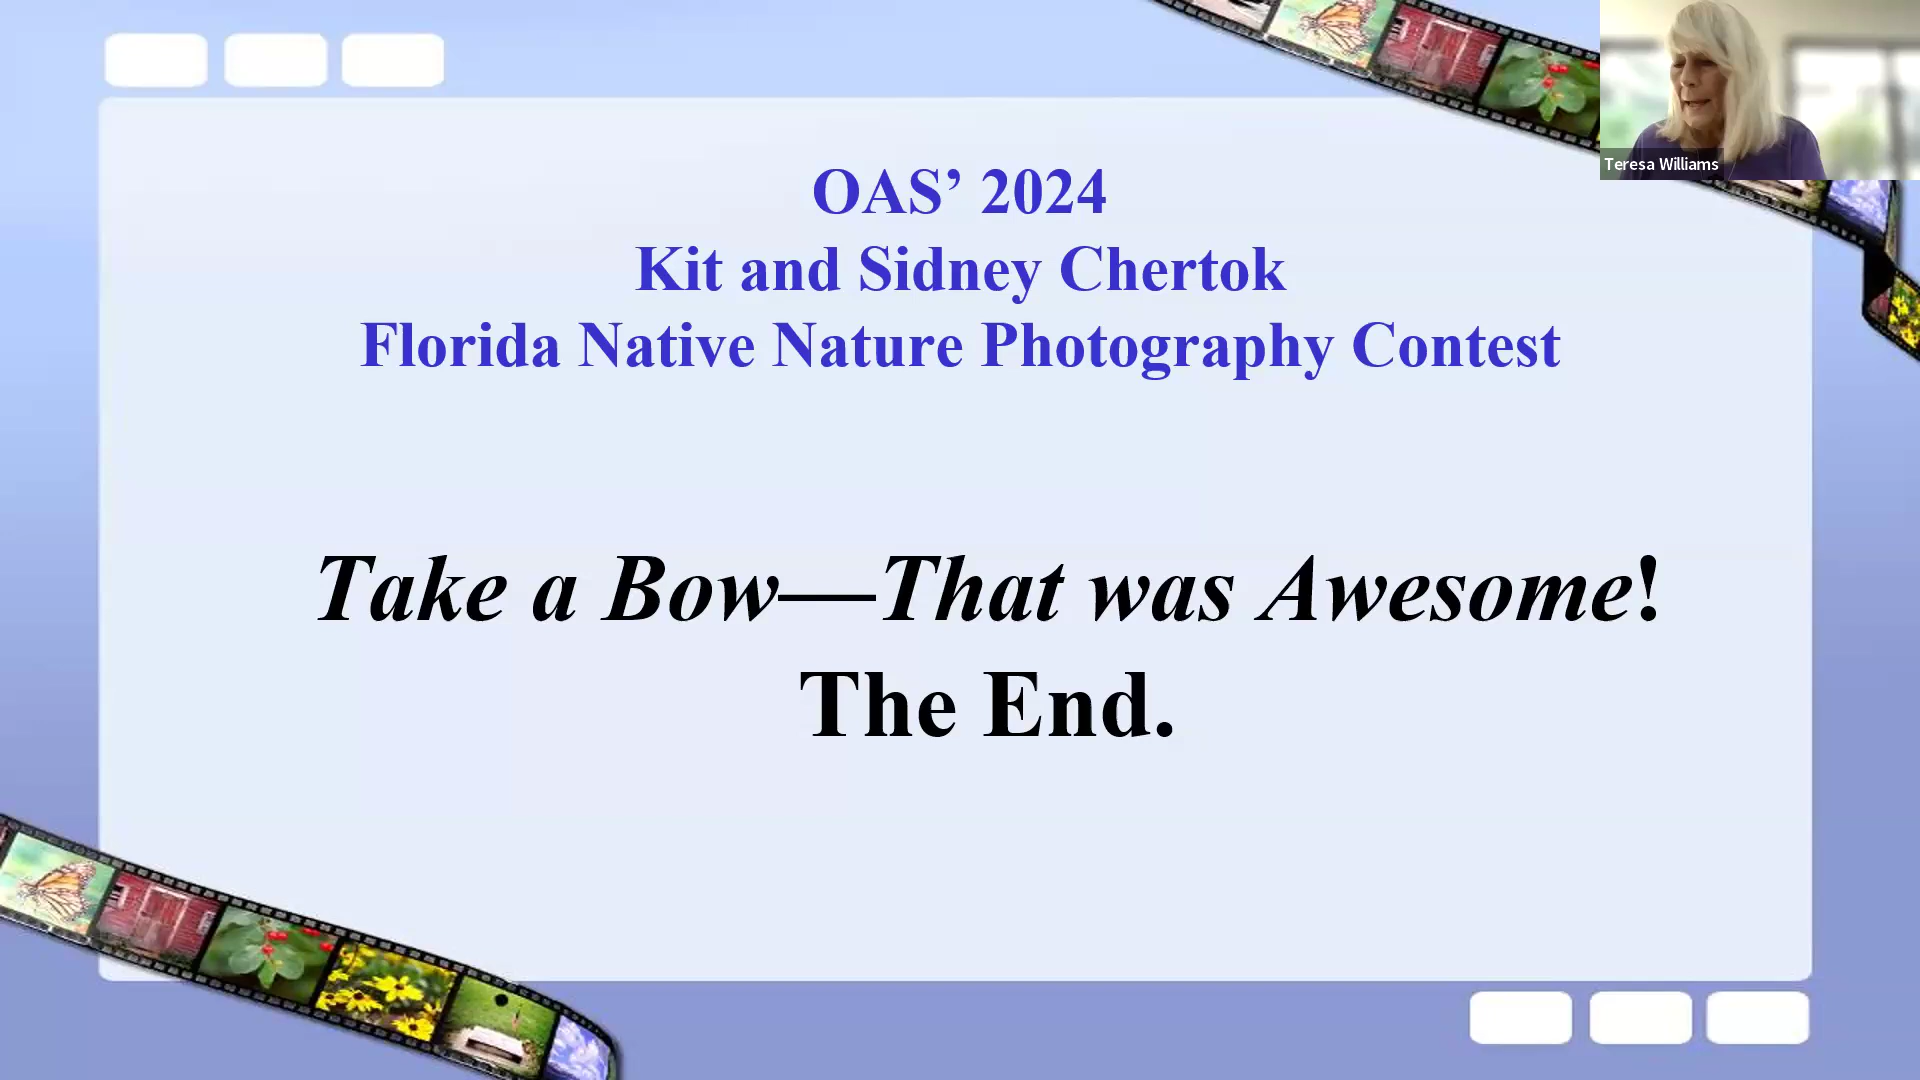 OAS’ 2024
Kit and Sidney Chertok
Florida Native Nature Photography Contest
Take a Bow—That was Awesome!
The End.
Teresa Williams